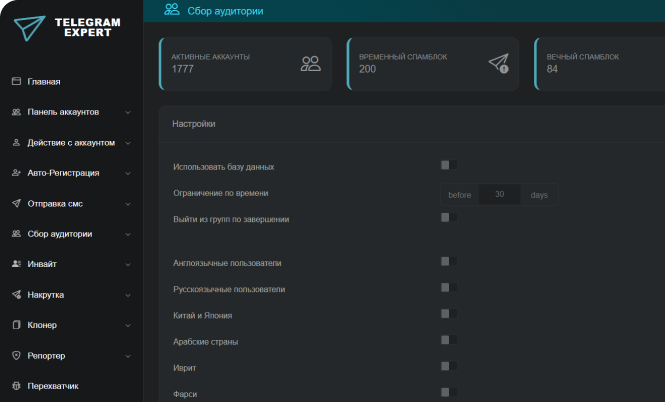 TELEGRAM
EXPERT
Главная
Панель аккаунтов
Действие с аккаунтом
Авто-Регистрация
Отправка смс
Сбор аудитории
Инвайт
Накрутка
Клонер
Репортер
Перехватчик
Сбор аудитории
АКТИВНЫЕ АККАУНТЫ
1777
ВРЕМЕННЫЙ СПАМБЛОК
200
ВЕЧНЫЙ СПАМБЛОК
84
Настройки
Использовать базу данных
Ограничение по времени before 30 days
Выйти из групп по завершении
Англоязычные пользователи
Русскоязычные пользователи
Китай и Япония
Арабские страны
Иврит
Фарси